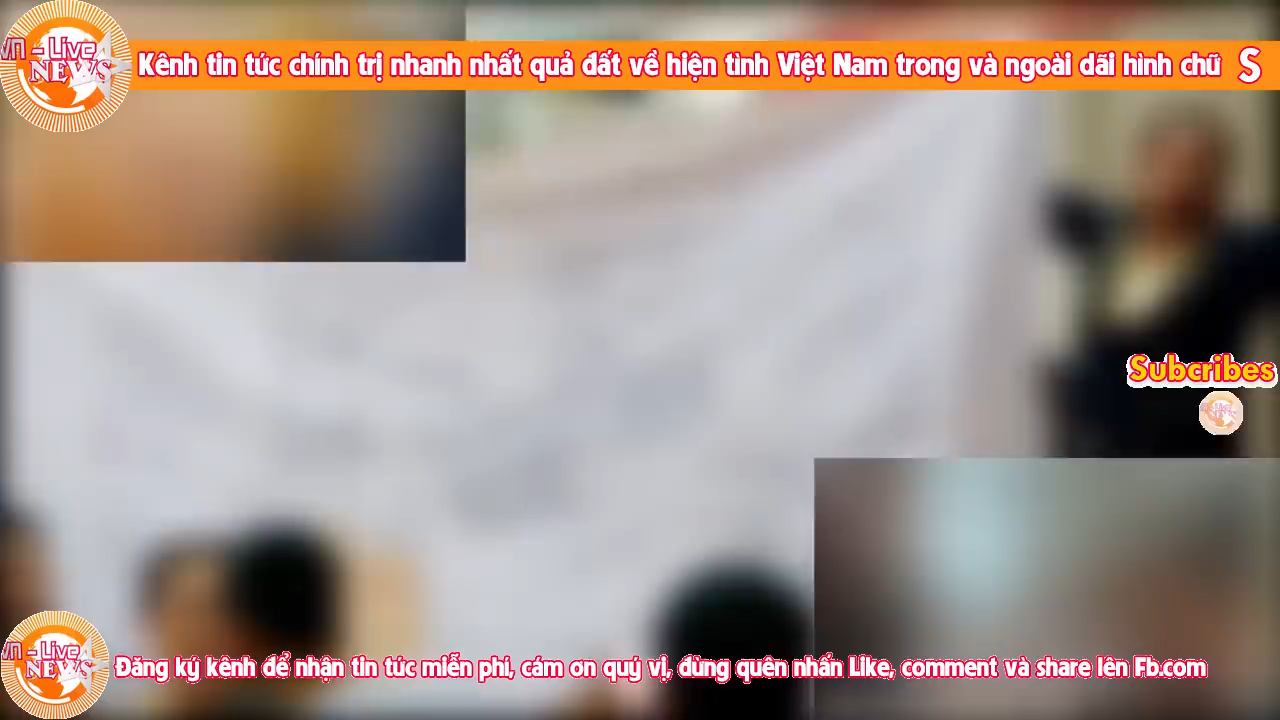 VN - Live
NEWS
Kênh tin tức chính trị nhanh nhất quả đất về hiện tình Việt Nam trong và ngoài dãi hình chữ S
Subcribes
VN - Live
NEWS
Đăng ký kênh để nhận tin tức miễn phí, cám ơn quý vị, đừng quên nhấn Like, comment và share lên Fb.com